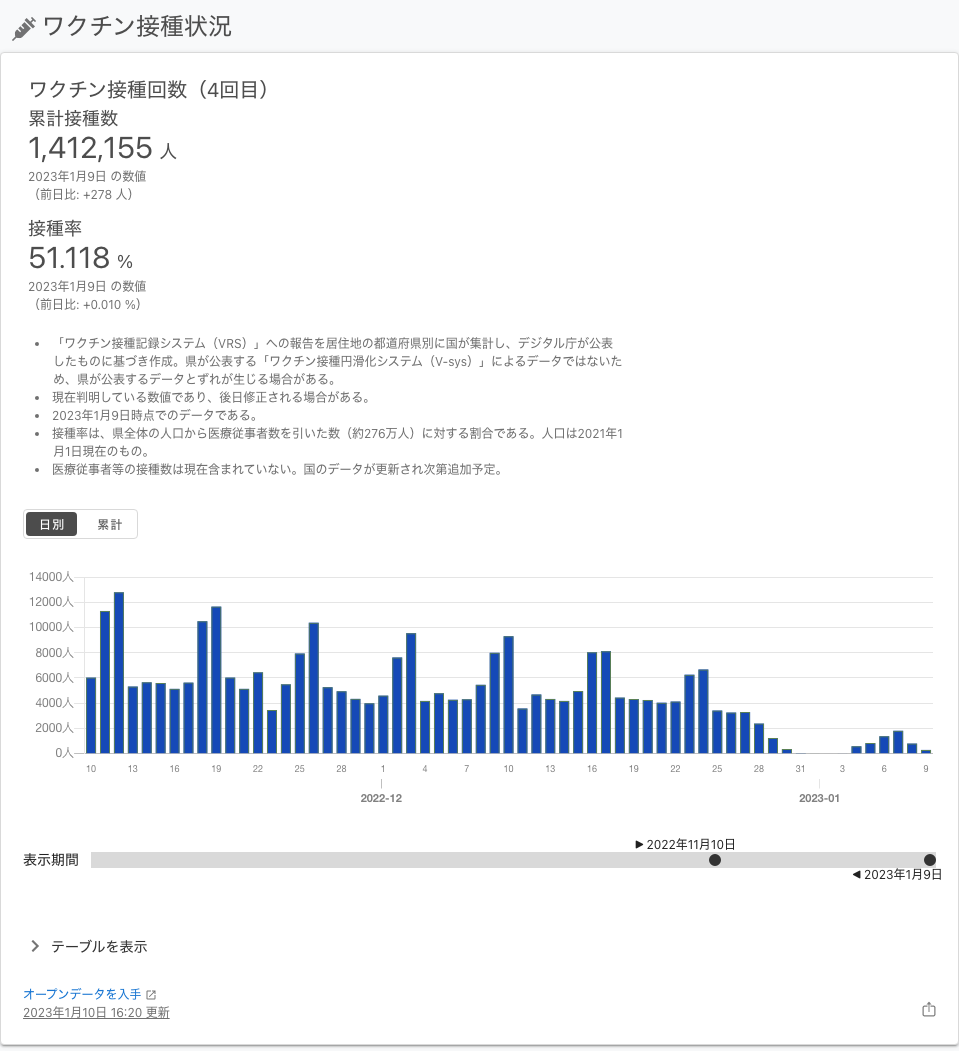 ワクチン接種状況
ワクチン接種回数（4回目）
累計接種数
1,412,155 人
2023年1月9日 の数値
（前日比: +278 人）
接種率
51.118 %
2023年1月9日 の数値
（前日比: +0.010 %）
• 「ワクチン接種記録システム（VRS）」への報告を居住地の都道府県別に国が集計し、デジタル庁が公表
したものに基づき作成。県が公表する「ワクチン接種円滑化システム（V-sys）」によるデータではないた
め、県が公表するデータとずれが生じる場合がある。
• 現在判明している数値であり、後日修正される場合がある。
• 2023年1月9日時点でのデータである。
• 接種率は、県全体の人口から医療従事者数を引いた数（約276万人）に対する割合である。人口は2021年1
月1日現在のもの。
• 医療従事者等の接種数は現在含まれていない。国のデータが更新され次第追加予定。
日別 累計
14000人
12000人
10000人
8000人
6000人
4000人
2000人
0人
10 13 16 19 22 25 28 1 4 7 10 13 16 19 22 25 28 31 3 6 9
2022-12 2023-01
▶ 2022年11月10日
表示期間
◀ 2023年1月9日
テーブルを表示
オープンデータを入手
2023年1月10日 16:20 更新